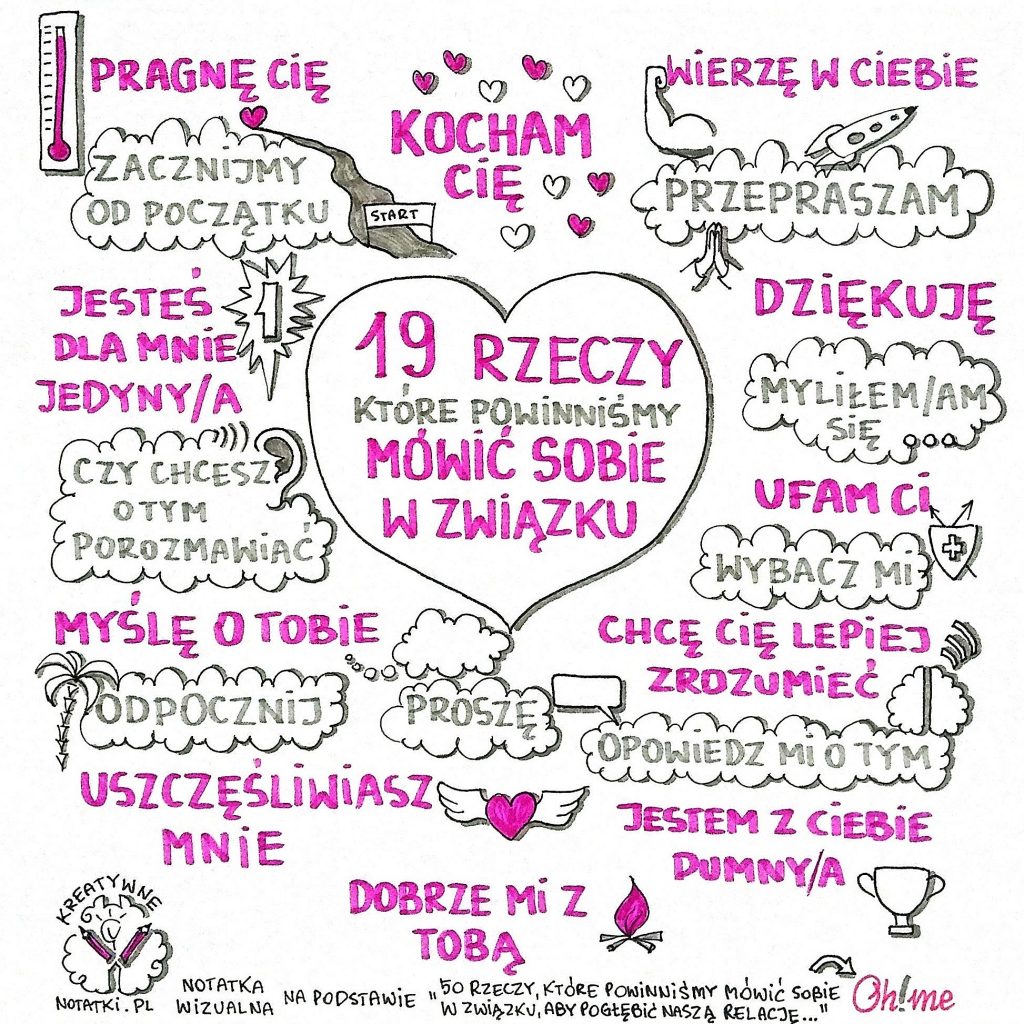 PRAGNĘ CIĘ
KOCHAM
CIĘ
WIERZĘ W CIEBIE
ZACZNIJMY
OD POCZĄTKU
START
PRZEPRASZAM
JESTEŚ
DLA MNIE
JEDYNY/A
1
DZIĘKUJĘ
19 RZECZY
KTÓRE POWINNIŚMY
MÓWIĆ SOBIE
W ZWIĄZKU
MYLIŁEM/AM
SIĘ
CZY CHCESZ
O TYM
POROZMAWIAĆ
UFAM CI
WYBACZ MI
MYŚLĘ O TOBIE
CHCĘ CIĘ LEPIEJ
ZROZUMIEĆ
ODPOCZNIJ
PROSZĘ
OPOWIEDZ MI O TYM
USZCZĘŚLIWIASZ
MNIE
JESTEM Z CIEBIE
DUMNY/A
DOBRZE MI Z
TOBĄ
KREATYWNE
NOTATKI.PL
NOTATKA
WIZUALNA
NA PODSTAWIE
"50 RZECZY, KTÓRE POWINNIŚMY MÓWIĆ SOBIE
W ZWIĄZKU, ABY POGŁĘBIĆ NASZĄ RELACJĘ..."
Oh!me